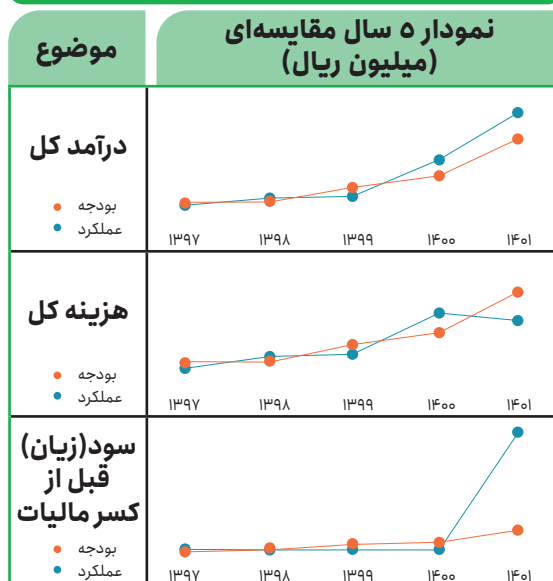 موضوع
نمودار ۵ سال مقایسه‌ای
(میلیون ریال)
درآمد کل
بودجه
عملکرد
۱۳۹۷ ۱۳۹۸ ۱۳۹۹ ۱۴۰۰ ۱۴۰۱
هزینه کل
بودجه
عملکرد
۱۳۹۷ ۱۳۹۸ ۱۳۹۹ ۱۴۰۰ ۱۴۰۱
سود(زیان)
قبل از
کسر مالیات
بودجه
عملکرد
۱۳۹۷ ۱۳۹۸ ۱۳۹۹ ۱۴۰۰ ۱۴۰۱